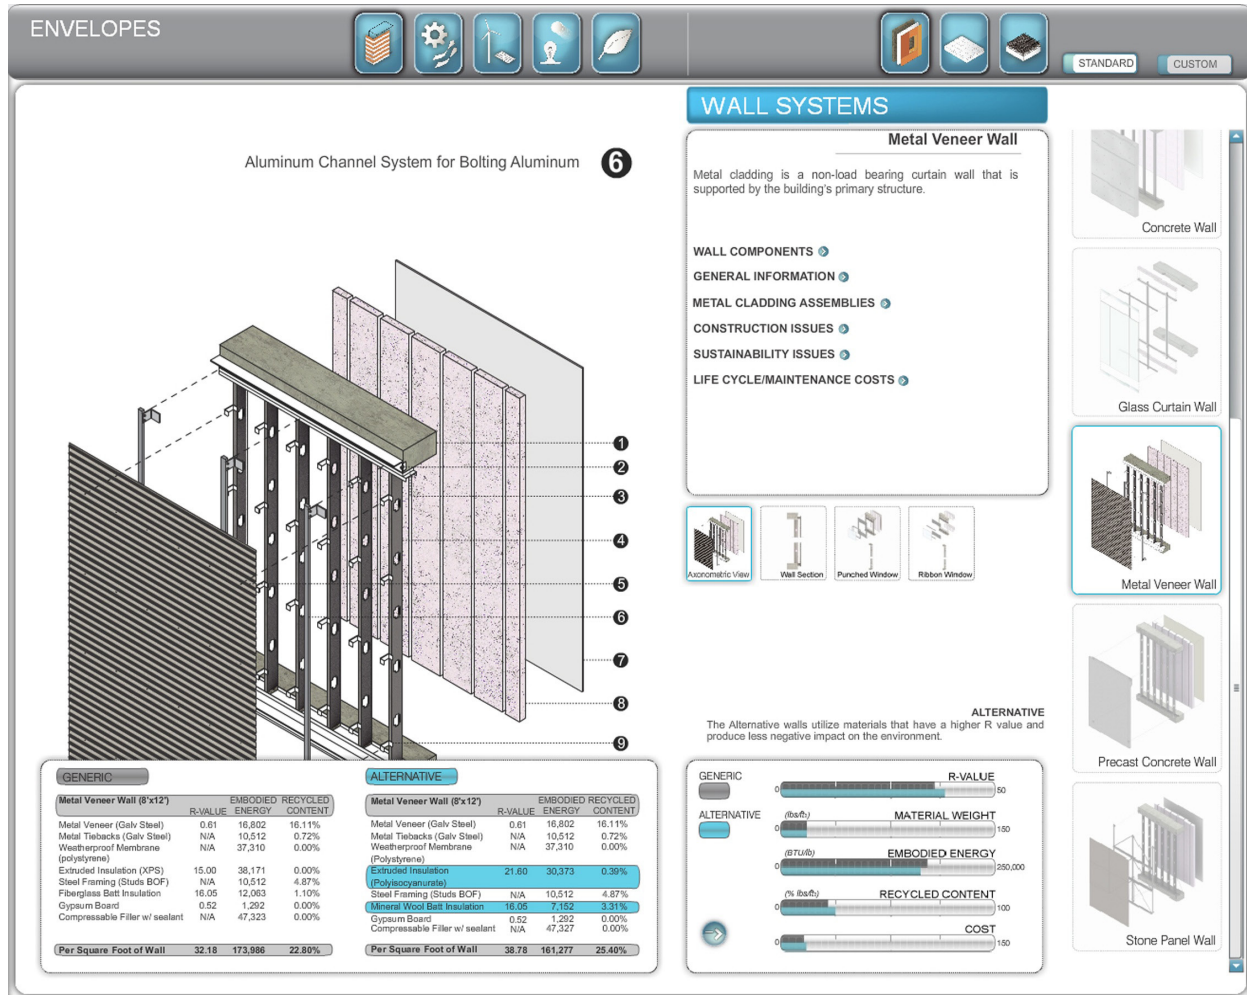 ENVELOPES
STANDARD
CUSTOM
WALL SYSTEMS
Aluminum Channel System for Bolting Aluminum 6
Metal Veneer Wall
Metal cladding is a non-load bearing curtain wall that is
supported by the building's primary structure.
WALL COMPONENTS
GENERAL INFORMATION
METAL CLADDING ASSEMBLIES
CONSTRUCTION ISSUES
SUSTAINABILITY ISSUES
LIFE CYCLE/MAINTENANCE COSTS
1
2
3
4
5
6
7
8
9
Axonometric View
Wall Section
Punched Window
Ribbon Window
Concrete Wall
Glass Curtain Wall
Metal Veneer Wall
Precast Concrete Wall
Stone Panel Wall
ALTERNATIVE
The Alternative walls utilize materials that have a higher R value and
produce less negative impact on the environment.
GENERIC
Metal Veneer Wall (8'x12') R-VALUE EMBODIED ENERGY RECYCLED CONTENT
Metal Veneer (Galv Steel) 0.61 16,802 16.11%
Metal Tiebacks (Galv Steel) N/A 10,512 0.72%
Weatherproof Membrane N/A 37,310 0.00%
(polystyrene)
Extruded Insulation (XPS) 15.00 38,171 0.00%
Steel Framing (Studs BOF) N/A 10,512 4.87%
Fiberglass Batt Insulation 16.05 12,063 1.10%
Gypsum Board 0.52 1,292 0.00%
Compressable Filler w/ sealant N/A 47,323 0.00%
Per Square Foot of Wall 32.18 173,986 22.80%
ALTERNATIVE
Metal Veneer Wall (8'x12') R-VALUE EMBODIED ENERGY RECYCLED CONTENT
Metal Veneer (Galv Steel) 0.61 16,802 16.11%
Metal Tiebacks (Galv Steel) N/A 10,512 0.72%
Weatherproof Membrane N/A 37,310 0.00%
(Polystyrene)
Extruded Insulation 21.60 30,373 0.39%
(Polyisocyanurate)
Steel Framing (Studs BOF) N/A 10,512 4.87%
Mineral Wool Batt Insulation 16.05 7,152 3.31%
Gypsum Board 0.52 1,292 0.00%
Compressable Filler w/ sealant N/A 47,327 0.00%
Per Square Foot of Wall 38.78 161,277 25.40%
GENERIC
ALTERNATIVE
R-VALUE
0 50
(lbs/ft2) MATERIAL WEIGHT
0 150
(BTU/lb) EMBODIED ENERGY
0 250,000
(% lbs/ft2) RECYCLED CONTENT
0 100
COST
0 150